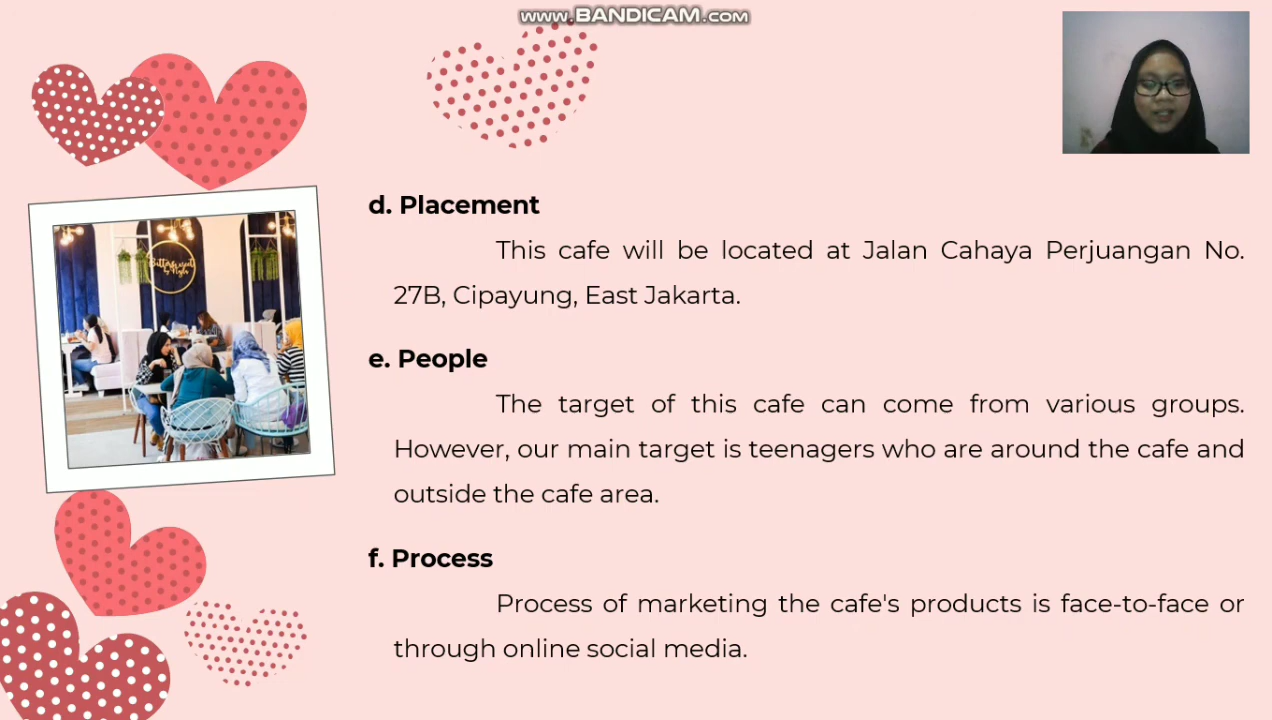 www.BANDICAM.com
d. Placement
This cafe will be located at Jalan Cahaya Perjuangan No.
27B, Cipayung, East Jakarta.
e. People
The target of this cafe can come from various groups.
However, our main target is teenagers who are around the cafe and
outside the cafe area.
f. Process
Process of marketing the cafe's products is face-to-face or
through online social media.